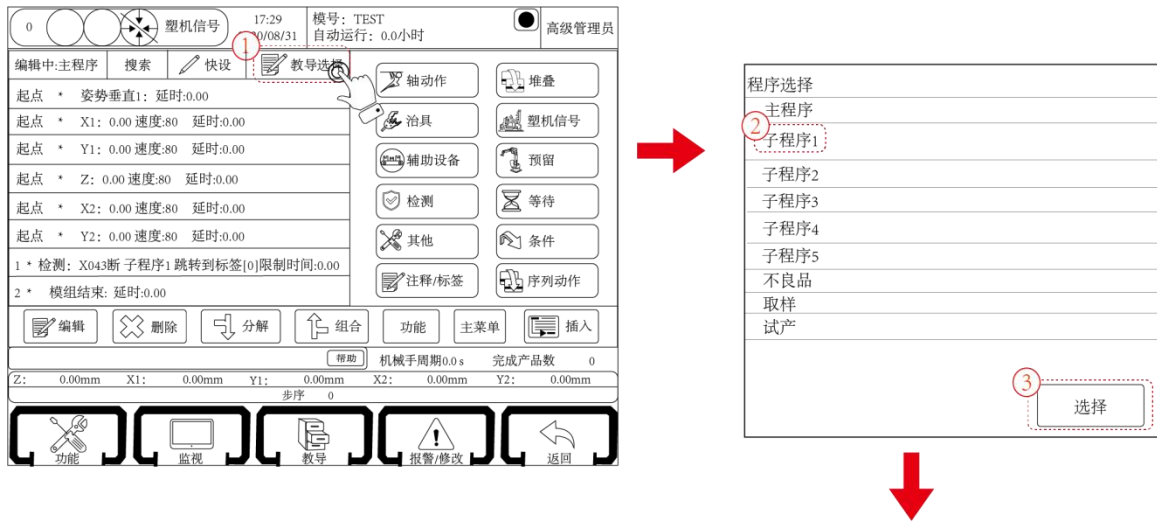 0 塑机信号 17:29 模号：TEST 高级管理员
0/08/31 自动运行：0.0小时
①
编辑中:主程序 搜索 快设 教导选择
起点 * 姿势垂直1：延时:0.00
起点 * X1：0.00 速度:80 延时:0.00
起点 * Y1：0.00 速度:80 延时:0.00
起点 * Z：0.00 速度:80 延时:0.00
起点 * X2：0.00 速度:80 延时:0.00
起点 * Y2：0.00 速度:80 延时:0.00
1 * 检测：X043断 子程序1 跳转到标签[0]限制时间:0.00
2 * 模组结束: 延时:0.00
轴动作 堆叠
治具 塑机信号
辅助设备 预留
检测 等待
其他 条件
注释/标签 序列动作
编辑 删除 分解 组合 功能 主菜单 插入
帮助 机械手周期0.0 s 完成产品数 0
Z: 0.00mm X1: 0.00mm Y1: 0.00mm X2: 0.00mm Y2: 0.00mm
步序 0
功能 监视 教导 报警/修改 返回
程序选择
主程序
②
子程序1
子程序2
子程序3
子程序4
子程序5
不良品
取样
试产
③
选择